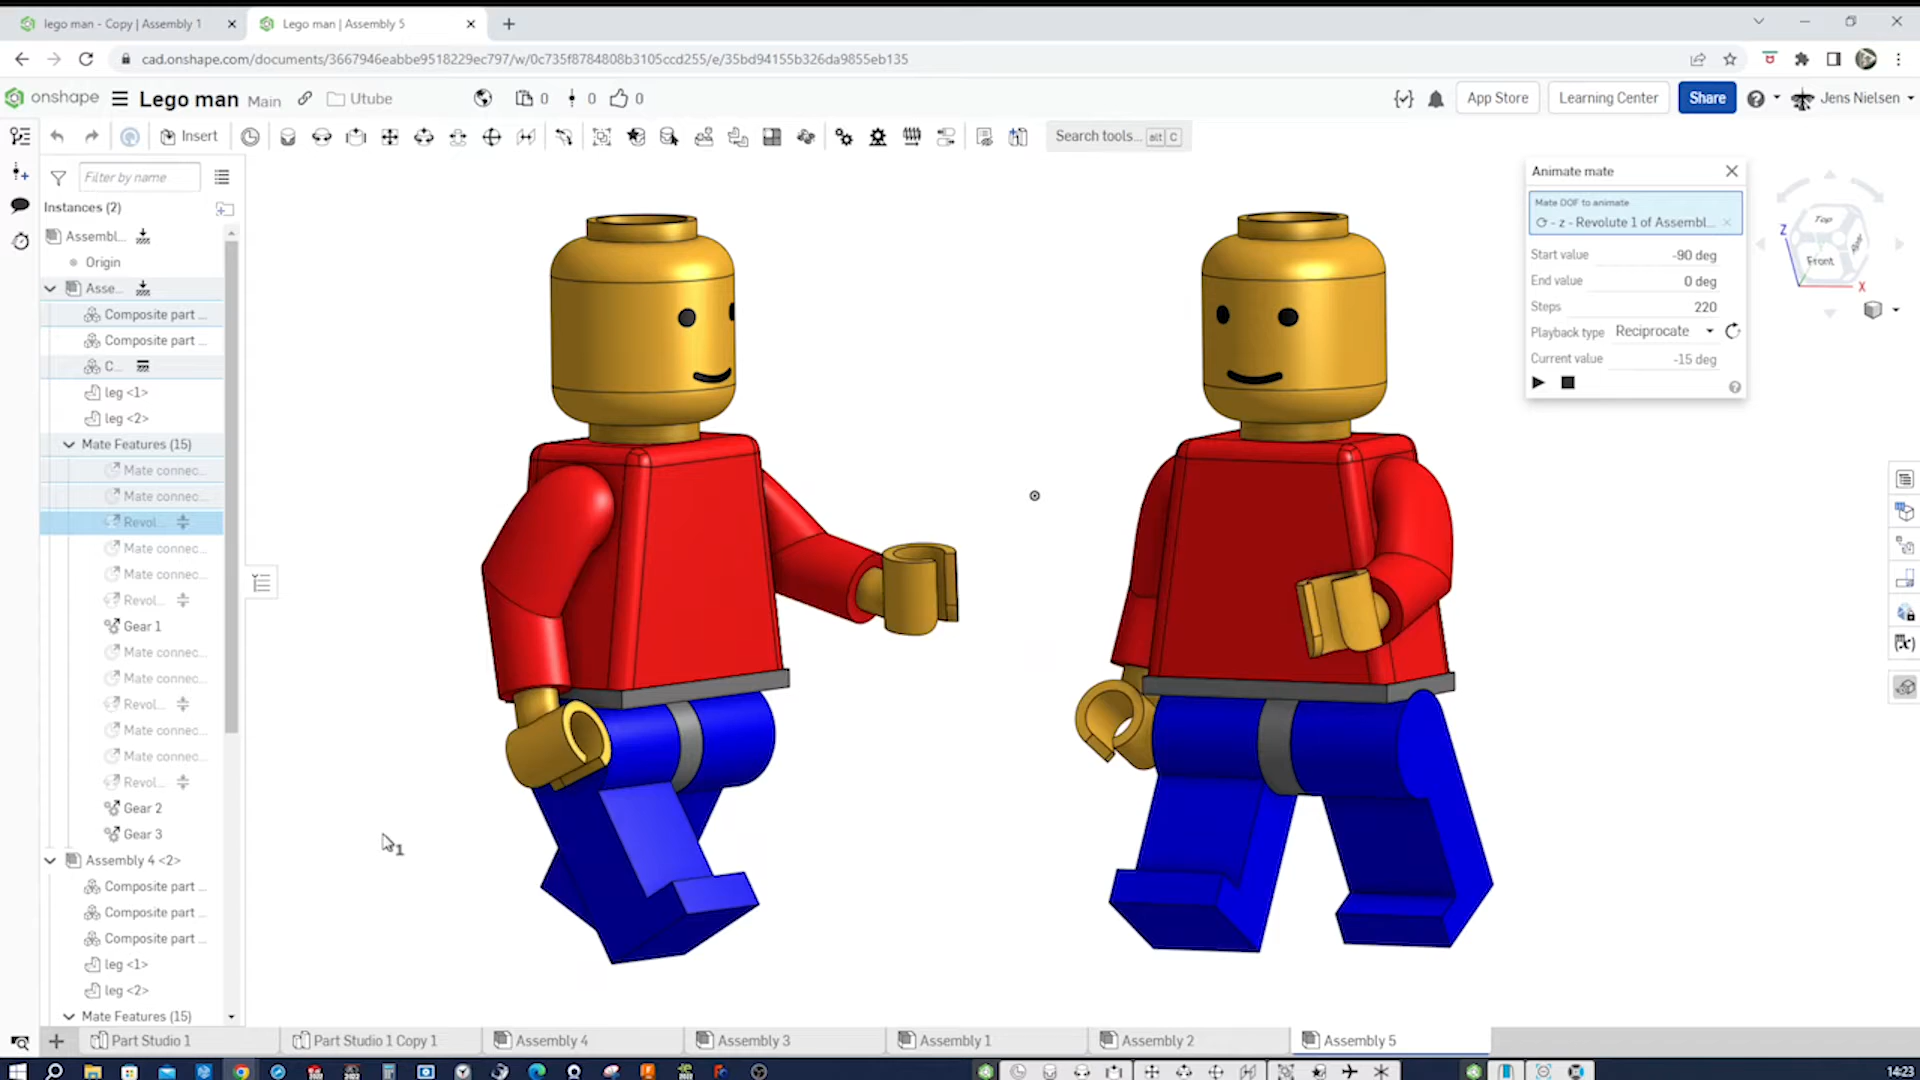 lego man - Copy | Assembly 1
Lego man | Assembly 5
cad.onshape.com/documents/3667946eabbe9518229ec797/w/0c735f8784808b3105ccd255/e/35bd94155b326da9855eb135
onshape
Lego man Main Utube
0 0 0
App Store
Learning Center
Share
Jens Nielsen
Insert
Search tools... alt C
Filter by name
Instances (2)
Assembl...
Origin
Asse...
Composite part ...
Composite part ...
C...
leg <1>
leg <2>
Mate Features (15)
Mate connec...
Mate connec...
Revol...
Mate connec...
Mate connec...
Revol...
Gear 1
Mate connec...
Mate connec...
Revol...
Mate connec...
Mate connec...
Revol...
Gear 2
Gear 3
Assembly 4 <2>
Composite part ...
Composite part ...
Composite part ...
leg <1>
leg <2>
Mate Features (15)
Animate mate
Mate DOF to animate
- z - Revolute 1 of Assembl...
Start value -90 deg
End value 0 deg
Steps 220
Playback type Reciprocate
Current value -15 deg
Top
Front
Z
X
1
Part Studio 1
Part Studio 1 Copy 1
Assembly 4
Assembly 3
Assembly 1
Assembly 2
Assembly 5
14:23